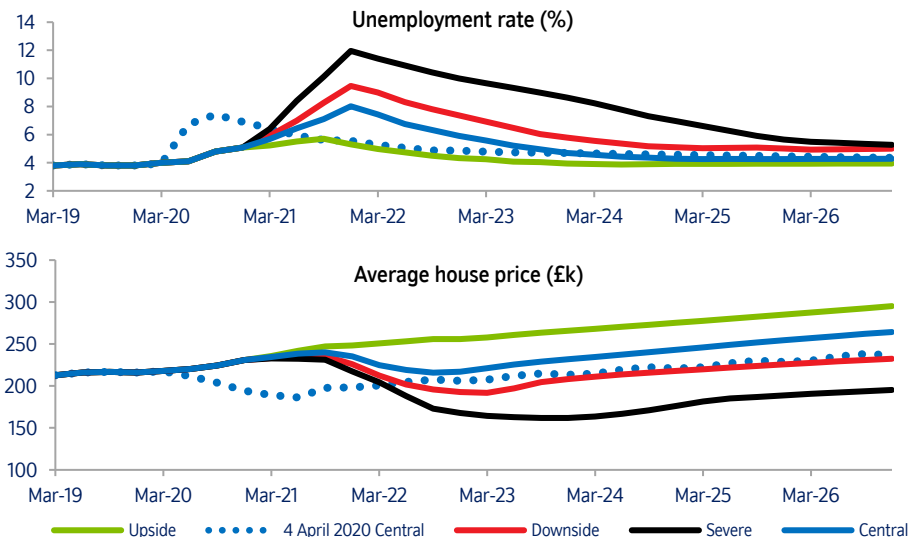 Unemployment rate (%)
14
12
10
8
6
4
2
Mar-19 Mar-20 Mar-21 Mar-22 Mar-23 Mar-24 Mar-25 Mar-26
Average house price (£k)
350
300
250
200
150
100
Mar-19 Mar-20 Mar-21 Mar-22 Mar-23 Mar-24 Mar-25 Mar-26
Upside 4 April 2020 Central Downside Severe Central